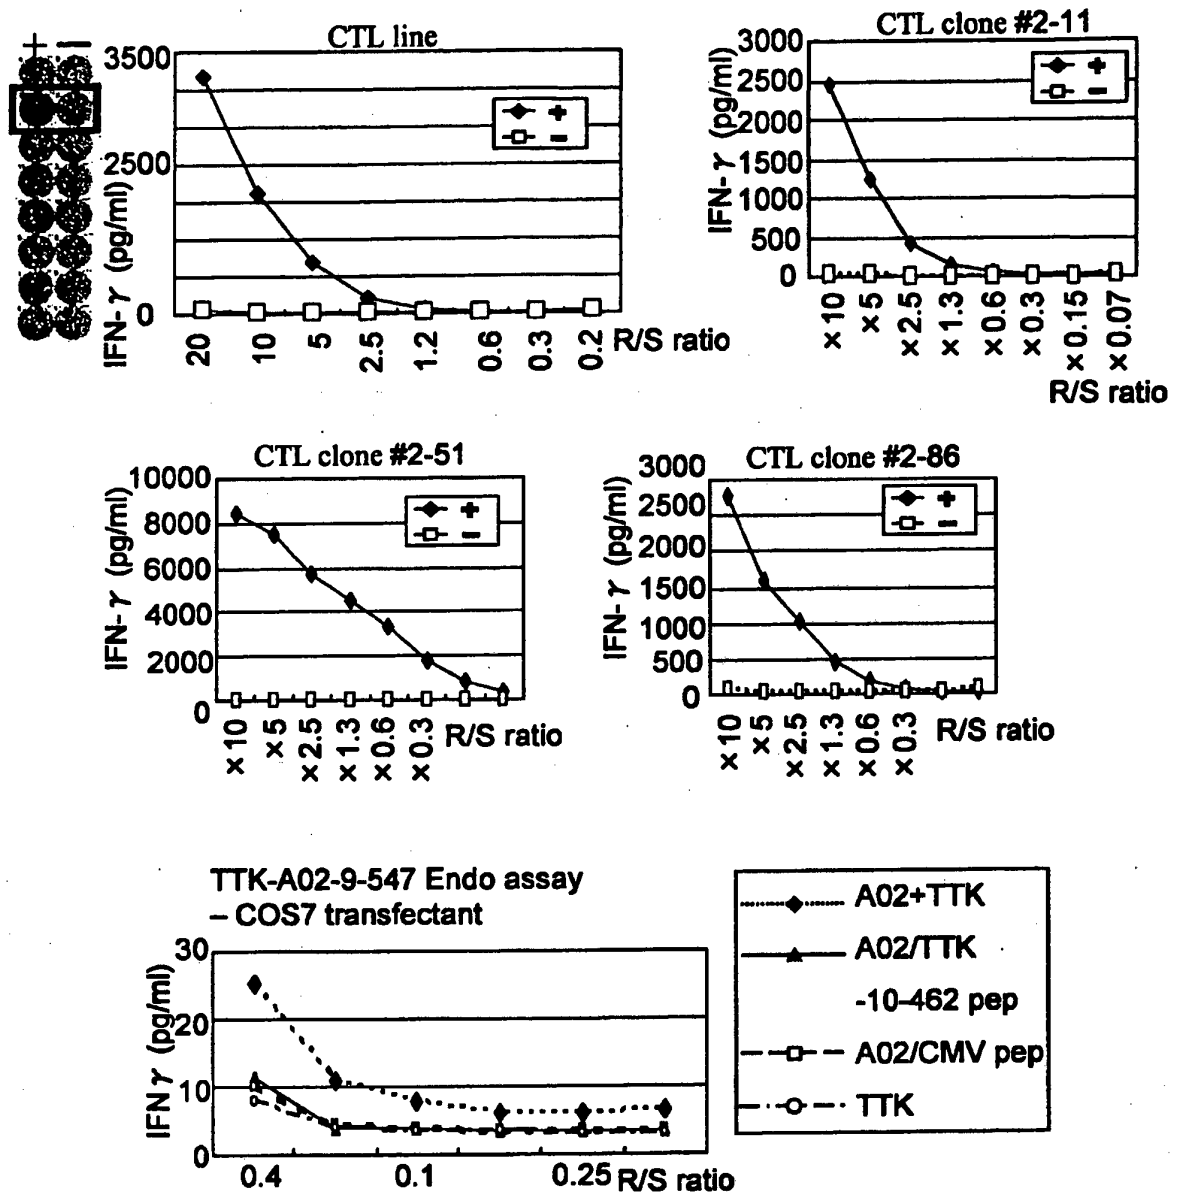 + −
CTL line
3500
2500
0
IFN-γ (pg/ml)
+
−
20 10 5 2.5 1.2 0.6 0.3 0.2 R/S ratio
CTL clone #2-11
3000
2500
2000
1500
1000
500
0
IFN-γ (pg/ml)
+
−
×10 ×5 ×2.5 ×1.3 ×0.6 ×0.3 ×0.15 ×0.07
R/S ratio
CTL clone #2-51
10000
8000
6000
4000
2000
0
IFN-γ (pg/ml)
+
−
×10 ×5 ×2.5 ×1.3 ×0.6 ×0.3 R/S ratio
CTL clone #2-86
3000
2500
2000
1500
1000
500
0
IFN-γ (pg/ml)
+
−
×10 ×5 ×2.5 ×1.3 ×0.6 ×0.3 R/S ratio
TTK-A02-9-547 Endo assay
– COS7 transfectant
30
20
10
0
IFNγ (pg/ml)
0.4 0.1 0.25 R/S ratio
A02+TTK
A02/TTK
-10-462 pep
A02/CMV pep
TTK